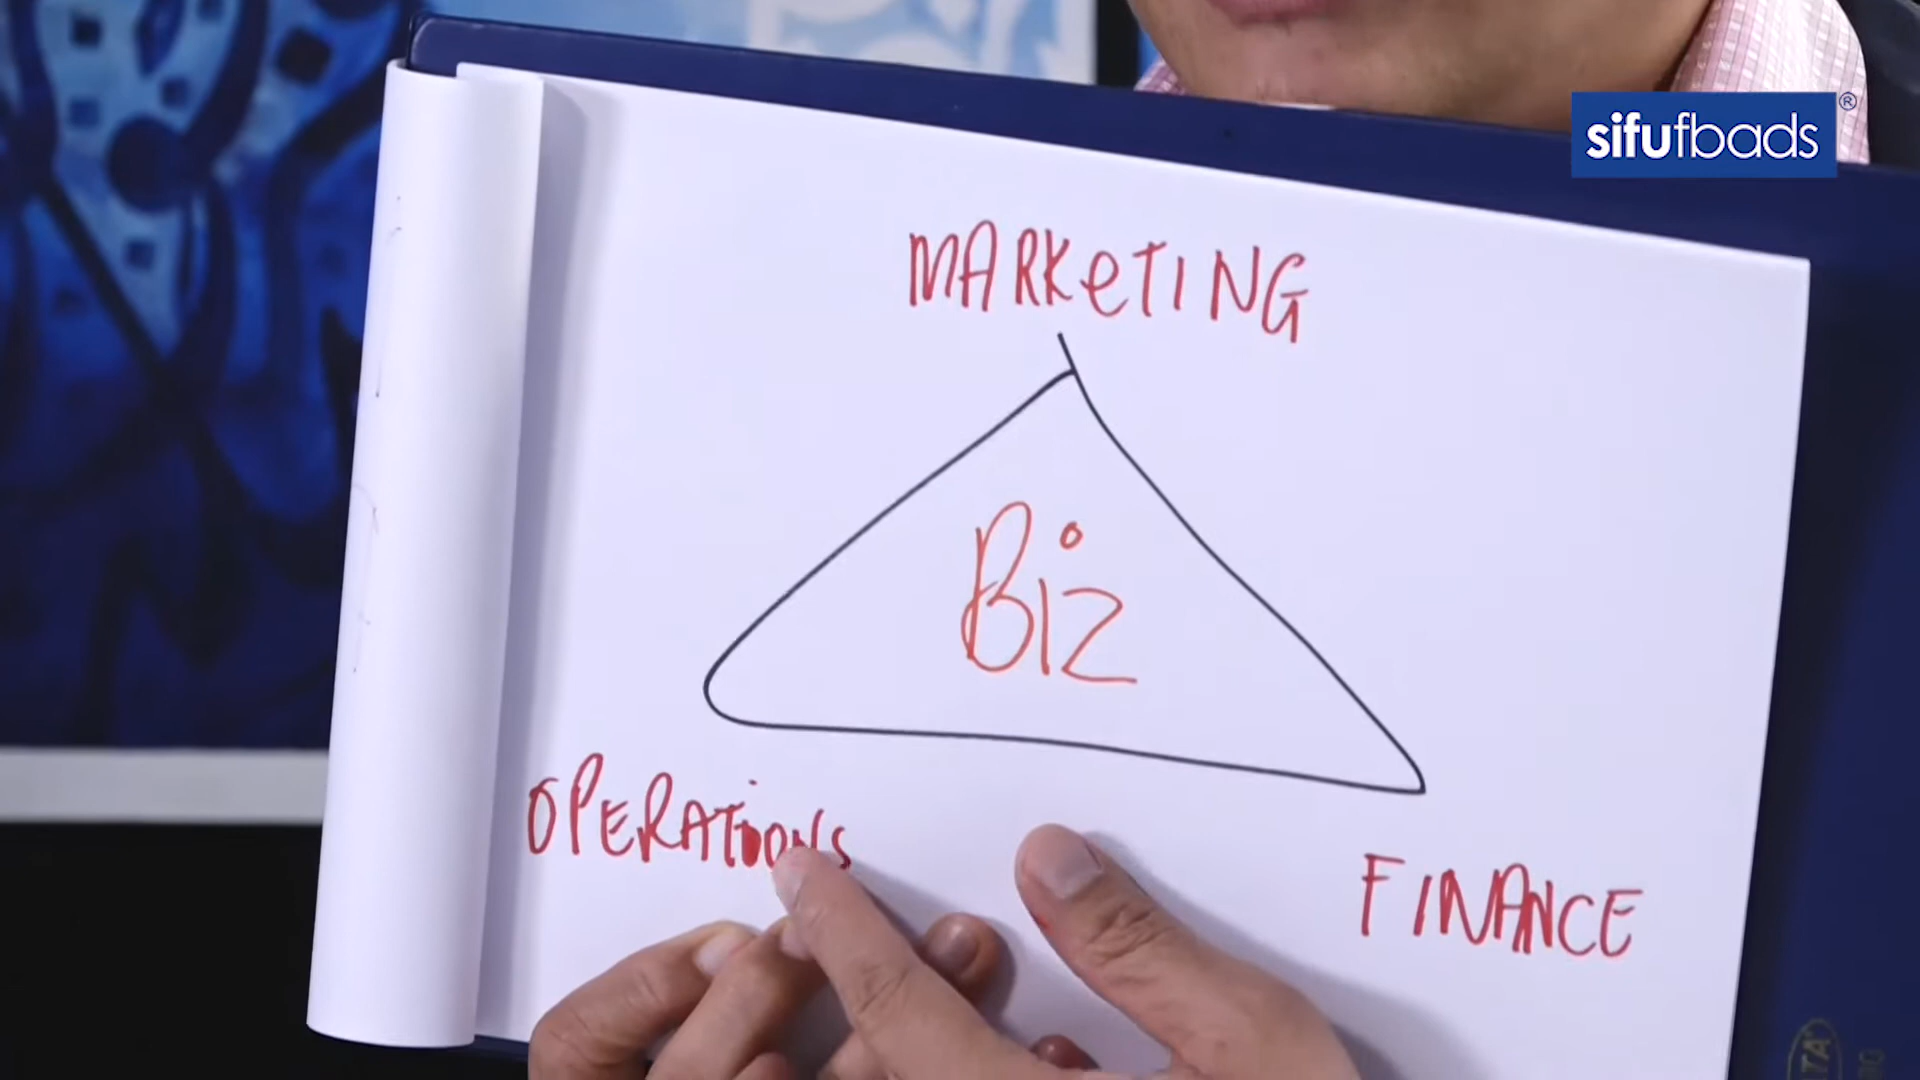 sifufbads®
MARKeTING
Biz
OPERATiONS
FINANCE